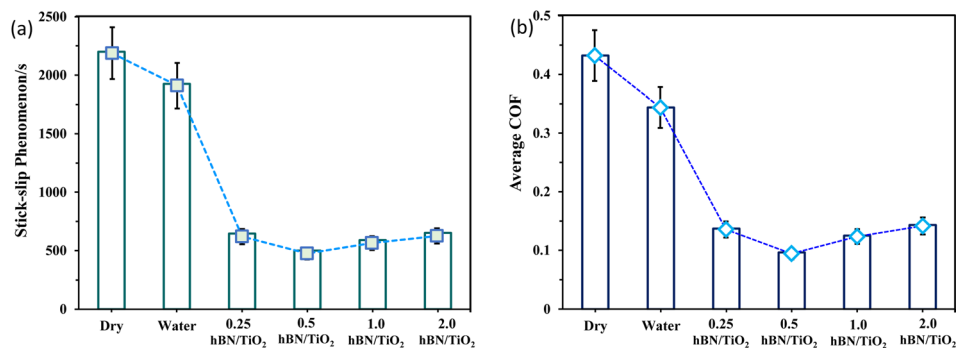 (a)
Stick-slip Phenomenon/s
2500
2000
1500
1000
500
0
Dry
Water
0.25
hBN/TiO₂
0.5
hBN/TiO₂
1.0
hBN/TiO₂
2.0
hBN/TiO₂
(b)
Average COF
0.5
0.4
0.3
0.2
0.1
0
Dry
Water
0.25
hBN/TiO₂
0.5
hBN/TiO₂
1.0
hBN/TiO₂
2.0
hBN/TiO₂